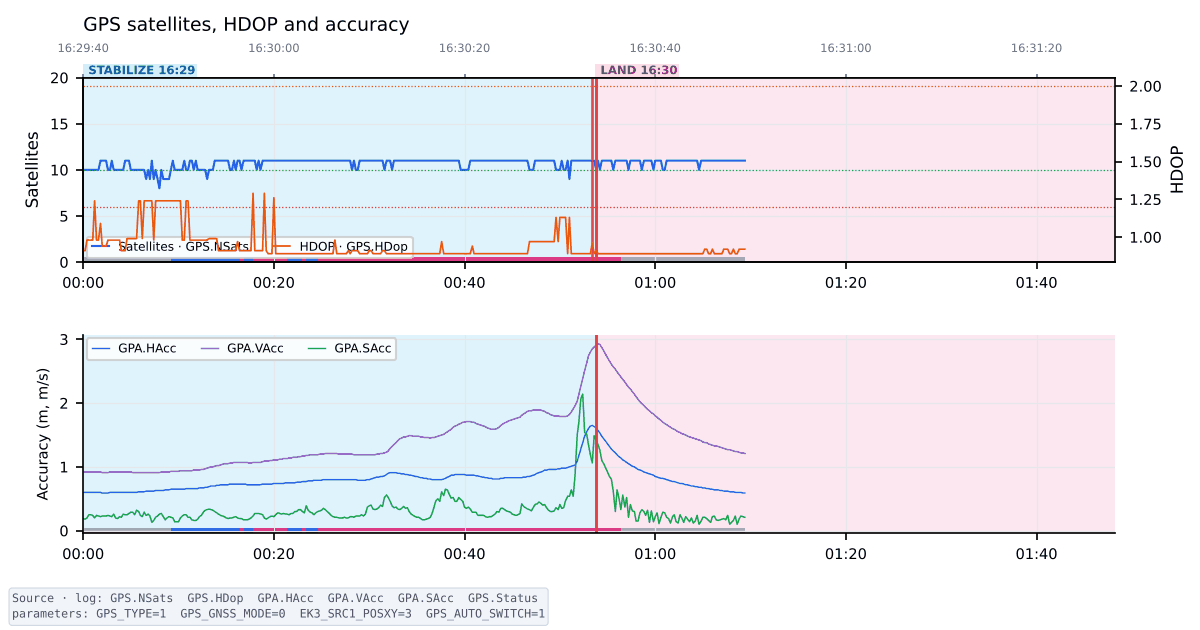 GPS satellites, HDOP and accuracy
16:29:40 16:30:00 16:30:20 16:30:40 16:31:00 16:31:20
STABILIZE 16:29 LAND 16:30
20 2.00
15 1.75
10 1.50
5 1.25
0 1.00
Satellites
HDOP
Satellites · GPS.NSats HDOP · GPS.HDop
00:00 00:20 00:40 01:00 01:20 01:40
3
2
1
0
Accuracy (m, m/s)
GPA.HAcc GPA.VAcc GPA.SAcc
00:00 00:20 00:40 01:00 01:20 01:40
Source · log: GPS.NSats GPS.HDop GPA.HAcc GPA.VAcc GPA.SAcc GPS.Status
parameters: GPS_TYPE=1 GPS_GNSS_MODE=0 EK3_SRC1_POSXY=3 GPS_AUTO_SWITCH=1